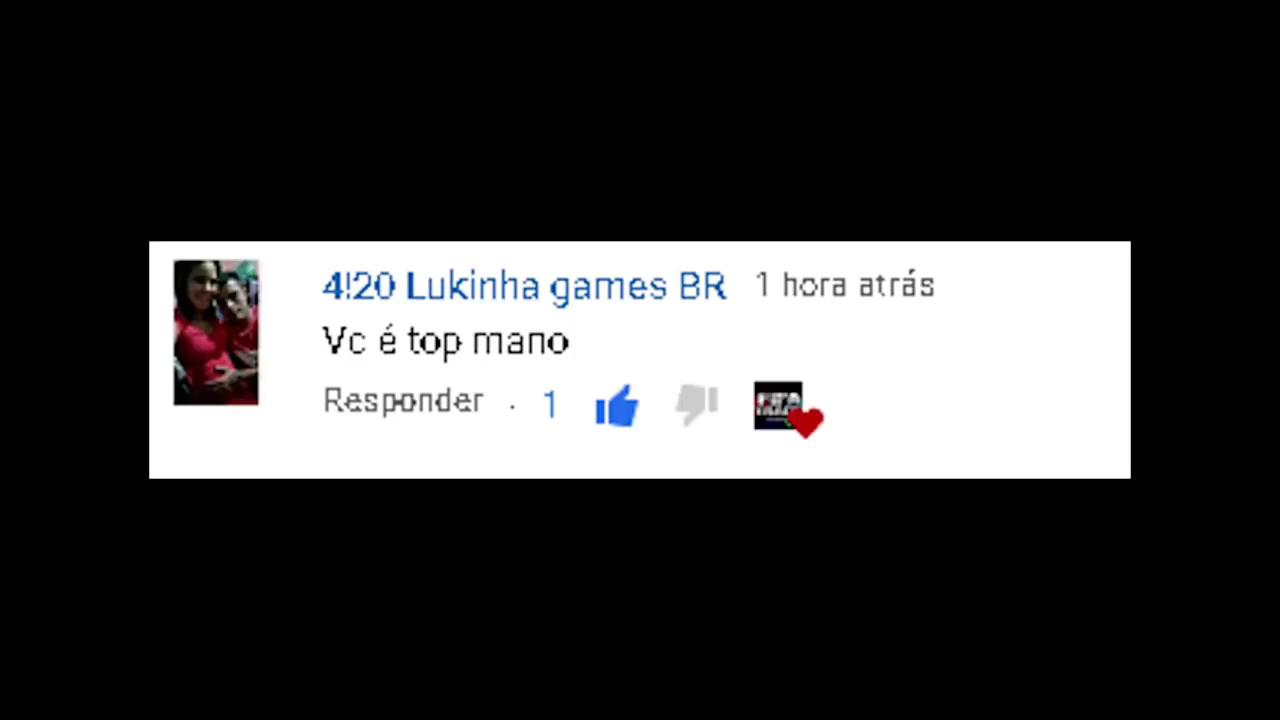 4!20 Lukinha games BR 1 hora atrás
Vc é top mano
Responder · 1